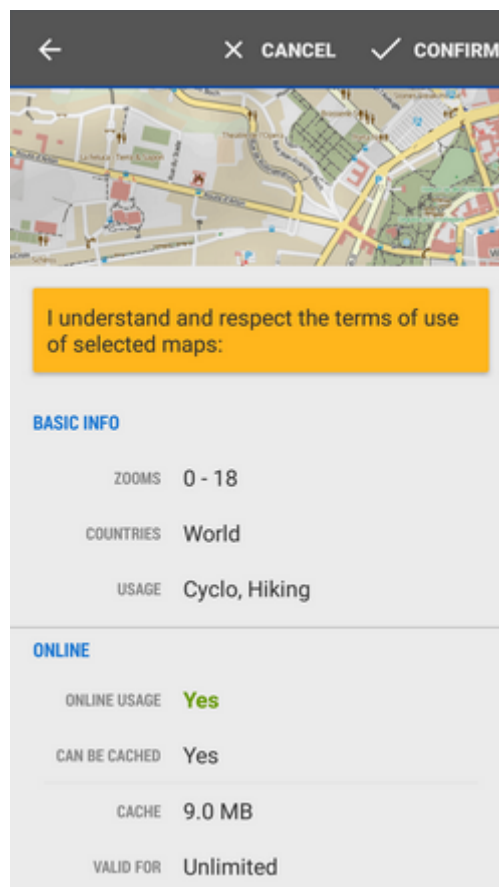 CANCEL
CONFIRM
I understand and respect the terms of use
of selected maps:
BASIC INFO
ZOOMS 0 - 18
COUNTRIES World
USAGE Cyclo, Hiking
ONLINE
ONLINE USAGE Yes
CAN BE CACHED Yes
CACHE 9.0 MB
VALID FOR Unlimited